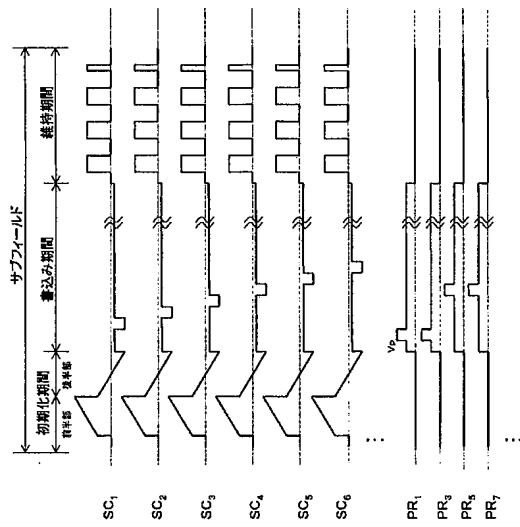 サブフィールド
初期化期間
書込み期間
維持期間
前半部
後半部
SC1
SC2
SC3
SC4
SC5
SC6
Vp
PR1
PR3
PR5
PR7